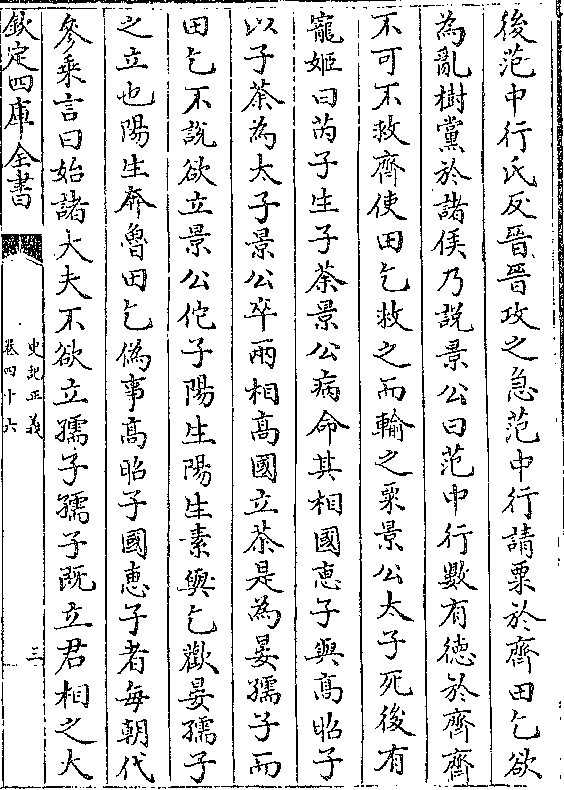 後范中行氏反晉晉攻之急范中行請粟於齊田乞欲
為亂樹黨於諸侯乃說景公曰范中行數有德於齊齊
不可不救齊使田乞救之而輸之粟景公太子死後有
寵姬曰芮子生子荼景公病命其相國惠子與高昭子
以子荼為太子景公卒兩相高國立荼是為晏孺子而
田乞不說欲立景公佗子陽生陽生素與乞歡晏孺子
之立也陽生奔魯田乞偽事高昭子國惠子者每朝代
參乘言曰始諸大夫不欲立孺子孺子既立君相之大
欽定四庫全書
史記正義
卷四十六
三